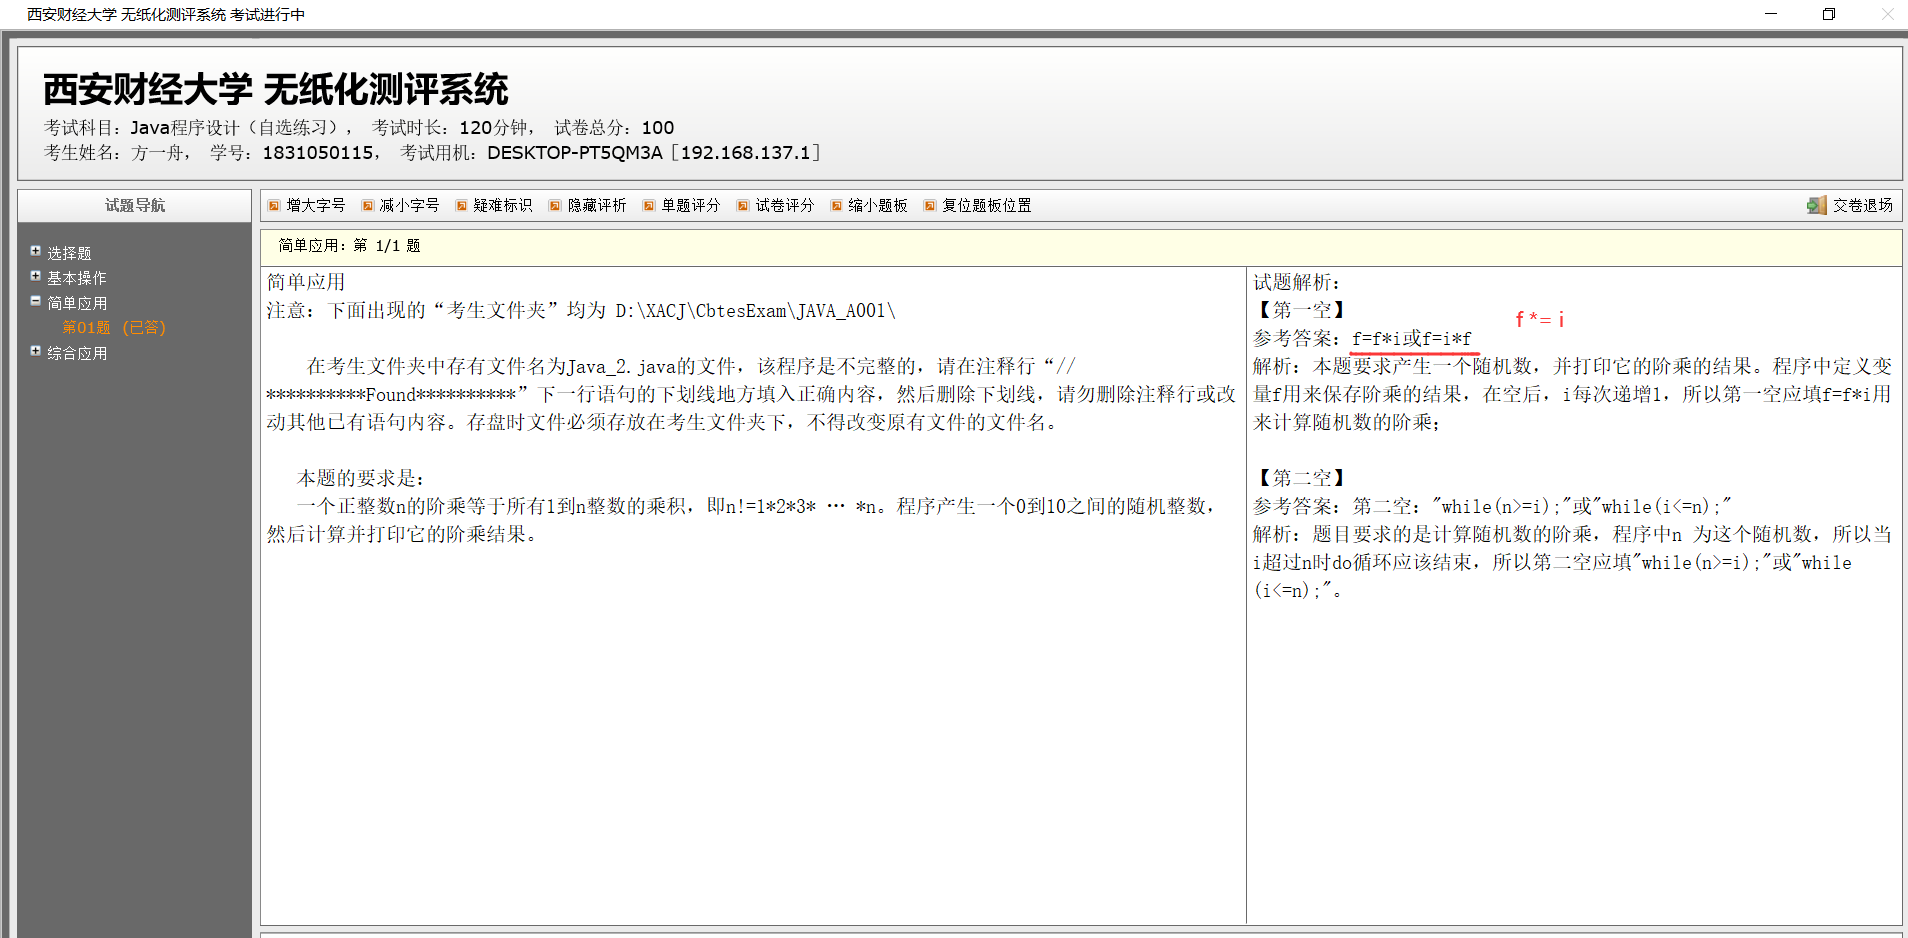 西安财经大学 无纸化测评系统 考试进行中
西安财经大学 无纸化测评系统
考试科目：Java程序设计（自选练习）， 考试时长：120分钟， 试卷总分：100
考生姓名：方一舟， 学号：1831050115， 考试用机：DESKTOP-PT5QM3A［192.168.137.1］
试题导航
增大字号 减小字号 疑难标识 隐藏评析 单题评分 试卷评分 缩小题板 复位题板位置 交卷退场
选择题
基本操作
简单应用
第01题 （已答）
综合应用
简单应用：第 1/1 题
简单应用
注意：下面出现的“考生文件夹”均为 D:\XACJ\CbtesExam\JAVA_A001\
在考生文件夹中存有文件名为Java_2.java的文件，该程序是不完整的，请在注释行“//
**********Found**********”下一行语句的下划线地方填入正确内容，然后删除下划线，请勿删除注释行或改
动其他已有语句内容。存盘时文件必须存放在考生文件夹下，不得改变原有文件的文件名。
本题的要求是：
一个正整数n的阶乘等于所有1到n整数的乘积，即n!=1*2*3* … *n。程序产生一个0到10之间的随机整数，
然后计算并打印它的阶乘结果。
试题解析：
【第一空】
f *= i
参考答案：f=f*i或f=i*f
解析：本题要求产生一个随机数，并打印它的阶乘的结果。程序中定义变
量f用来保存阶乘的结果，在空后，i每次递增1，所以第一空应填f=f*i用
来计算随机数的阶乘；
【第二空】
参考答案：第二空："while(n>=i);"或"while(i<=n);"
解析：题目要求的是计算随机数的阶乘，程序中n 为这个随机数，所以当
i超过n时do循环应该结束，所以第二空应填"while(n>=i);"或"while
(i<=n);"。